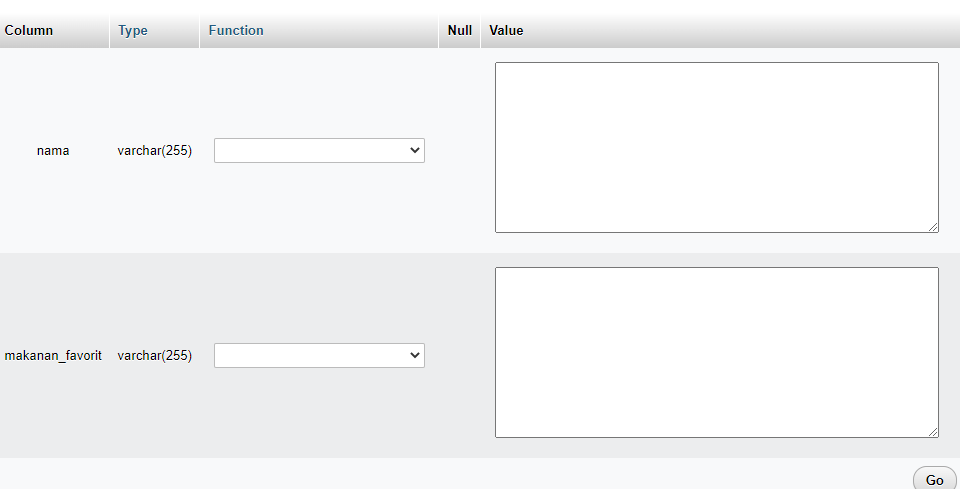 Column Type Function Null Value
nama varchar(255)
makanan_favorit varchar(255)
Go